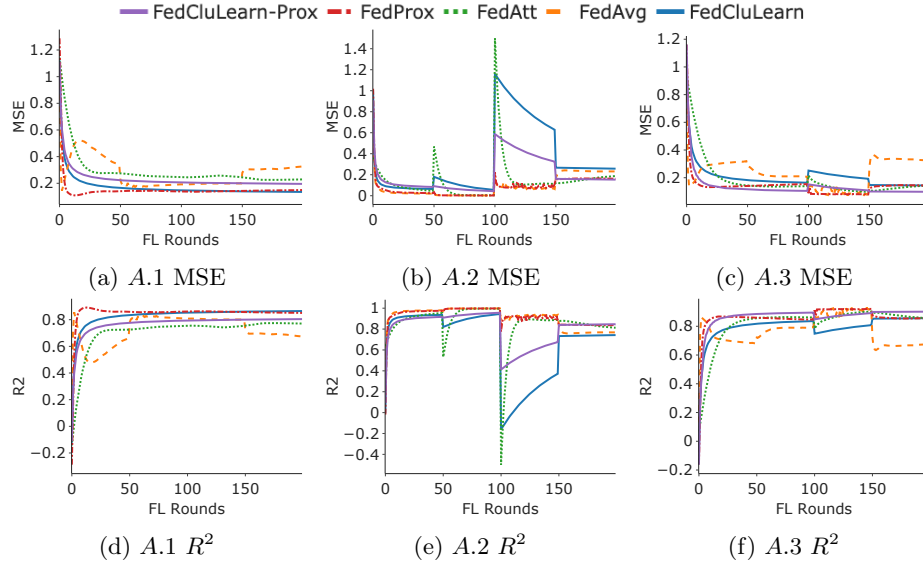 FedCluLearn-Prox FedProx FedAtt FedAvg FedCluLearn
1.2
1
0.8
0.6
0.4
0.2
MSE
0 50 100 150
FL Rounds
1.4
1.2
1
0.8
0.6
0.4
0.2
0
MSE
0 50 100 150
FL Rounds
1
0.8
0.6
0.4
0.2
MSE
0 50 100 150
FL Rounds
(a) A.1 MSE (b) A.2 MSE (c) A.3 MSE
0.8
0.6
0.4
0.2
0
−0.2
R2
0 50 100 150
FL Rounds
1
0.8
0.6
0.4
0.2
0
−0.2
−0.4
R2
0 50 100 150
FL Rounds
0.8
0.6
0.4
0.2
0
−0.2
R2
0 50 100 150
FL Rounds
(d) A.1 R² (e) A.2 R² (f) A.3 R²